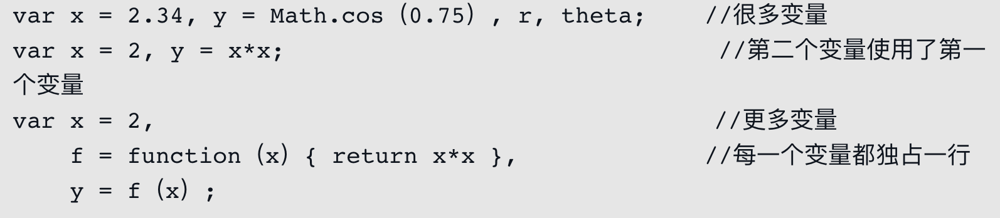 var x = 2.34, y = Math.cos（0.75）, r, theta; //很多变量
var x = 2, y = x*x; //第二个变量使用了第一
个变量
var x = 2, //更多变量
    f = function（x）{ return x*x }, //每一个变量都独占一行
    y = f（x）;